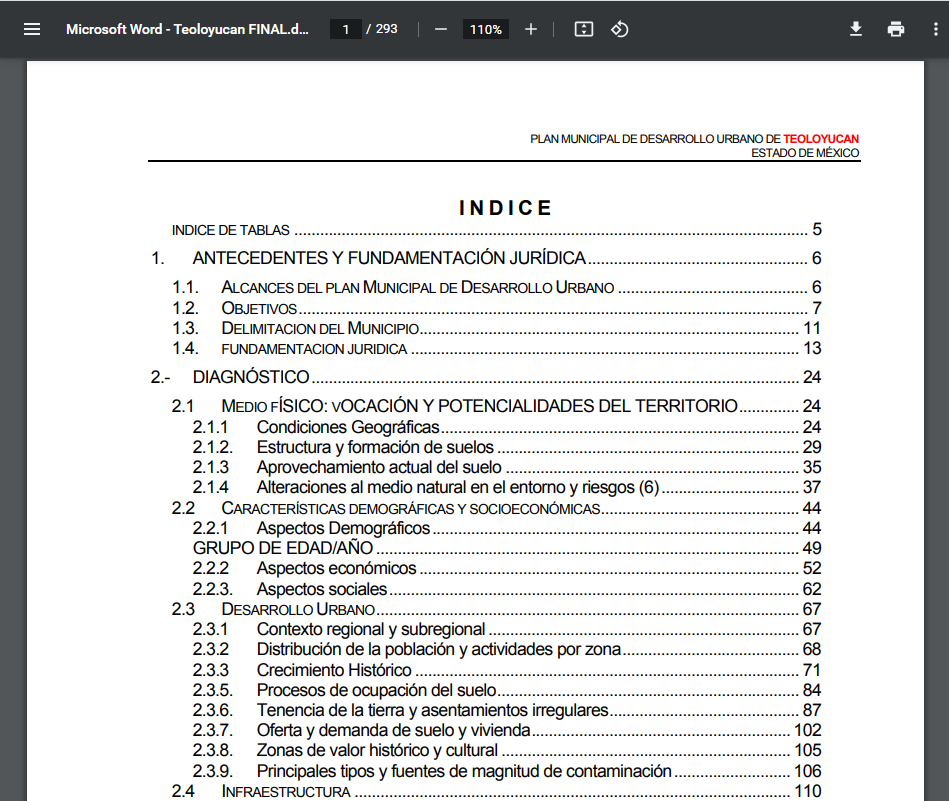 Microsoft Word - Teoloyucan FINAL.d... 1 / 293 110%
PLAN MUNICIPAL DE DESARROLLO URBANO DE TEOLOYUCAN
ESTADO DE MÉXICO
INDICE
INDICE DE TABLAS ........ 5
1. ANTECEDENTES Y FUNDAMENTACIÓN JURÍDICA ........ 6
1.1. ALCANCES DEL PLAN MUNICIPAL DE DESARROLLO URBANO ........ 6
1.2. OBJETIVOS ........ 7
1.3. DELIMITACION DEL MUNICIPIO ........ 11
1.4. FUNDAMENTACION JURIDICA ........ 13
2.- DIAGNÓSTICO ........ 24
2.1 MEDIO FÍSICO: VOCACIÓN Y POTENCIALIDADES DEL TERRITORIO ........ 24
2.1.1 Condiciones Geográficas ........ 24
2.1.2. Estructura y formación de suelos ........ 29
2.1.3 Aprovechamiento actual del suelo ........ 35
2.1.4 Alteraciones al medio natural en el entorno y riesgos (6) ........ 37
2.2 CARACTERÍSTICAS DEMOGRÁFICAS Y SOCIOECONÓMICAS ........ 44
2.2.1 Aspectos Demográficos ........ 44
GRUPO DE EDAD/AÑO ........ 49
2.2.2 Aspectos económicos ........ 52
2.2.3. Aspectos sociales ........ 62
2.3 DESARROLLO URBANO ........ 67
2.3.1 Contexto regional y subregional ........ 67
2.3.2 Distribución de la población y actividades por zona ........ 68
2.3.3 Crecimiento Histórico ........ 71
2.3.5. Procesos de ocupación del suelo ........ 84
2.3.6. Tenencia de la tierra y asentamientos irregulares ........ 87
2.3.7. Oferta y demanda de suelo y vivienda ........ 102
2.3.8. Zonas de valor histórico y cultural ........ 105
2.3.9. Principales tipos y fuentes de magnitud de contaminación ........ 106
2.4 INFRAESTRUCTURA ........ 110